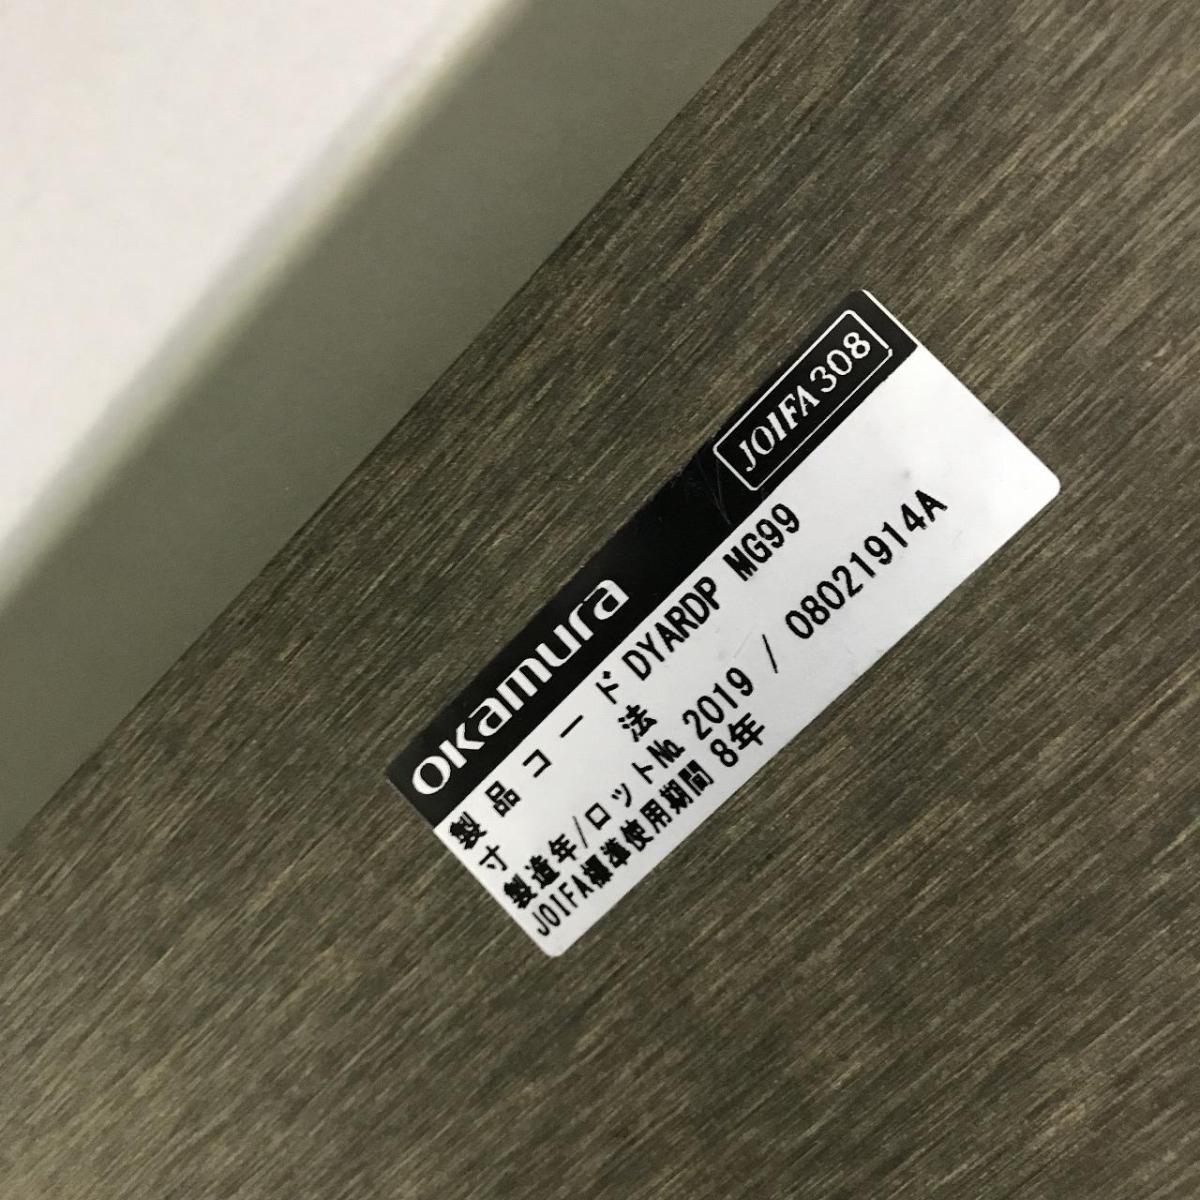 okamura JOIFA308
製品コード DYARDP MG99
寸法
製造年/ロット№ 2019 / 08021914A
JOIFA標準使用期間 8年